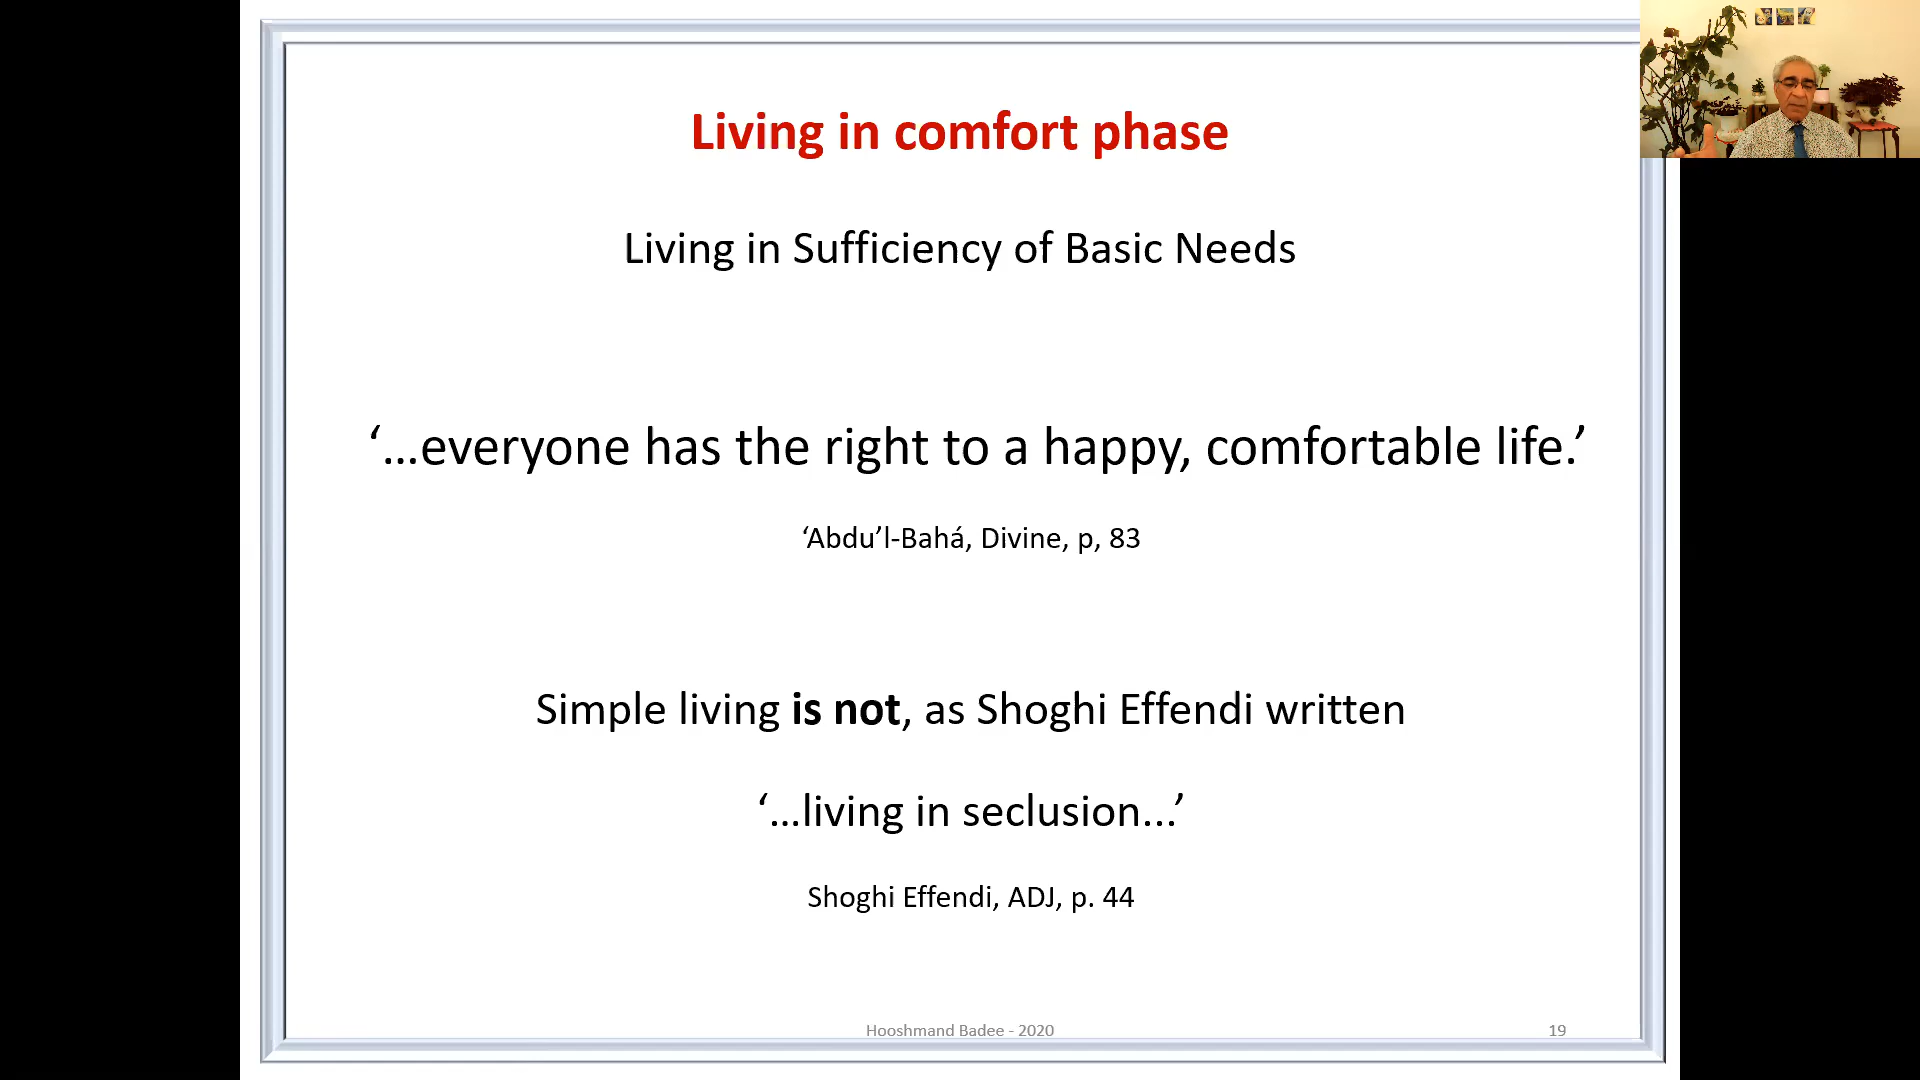 Living in comfort phase
Living in Sufficiency of Basic Needs
‘…everyone has the right to a happy, comfortable life.’
‘Abdu’l-Bahá, Divine, p, 83
Simple living is not, as Shoghi Effendi written
‘…living in seclusion...’
Shoghi Effendi, ADJ, p. 44
Hooshmand Badee - 2020
19